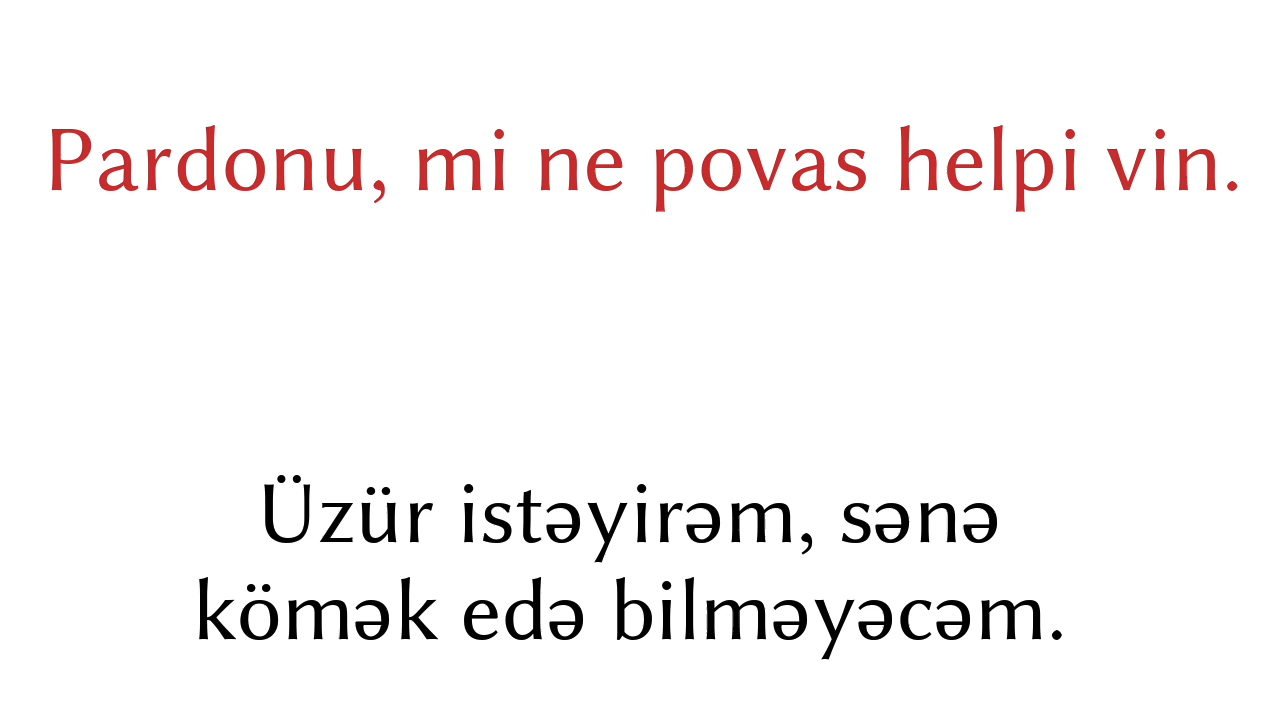 Pardonu, mi ne povas helpi vin.
Üzür istəyirəm, sənə
kömək edə bilməyəcəm.